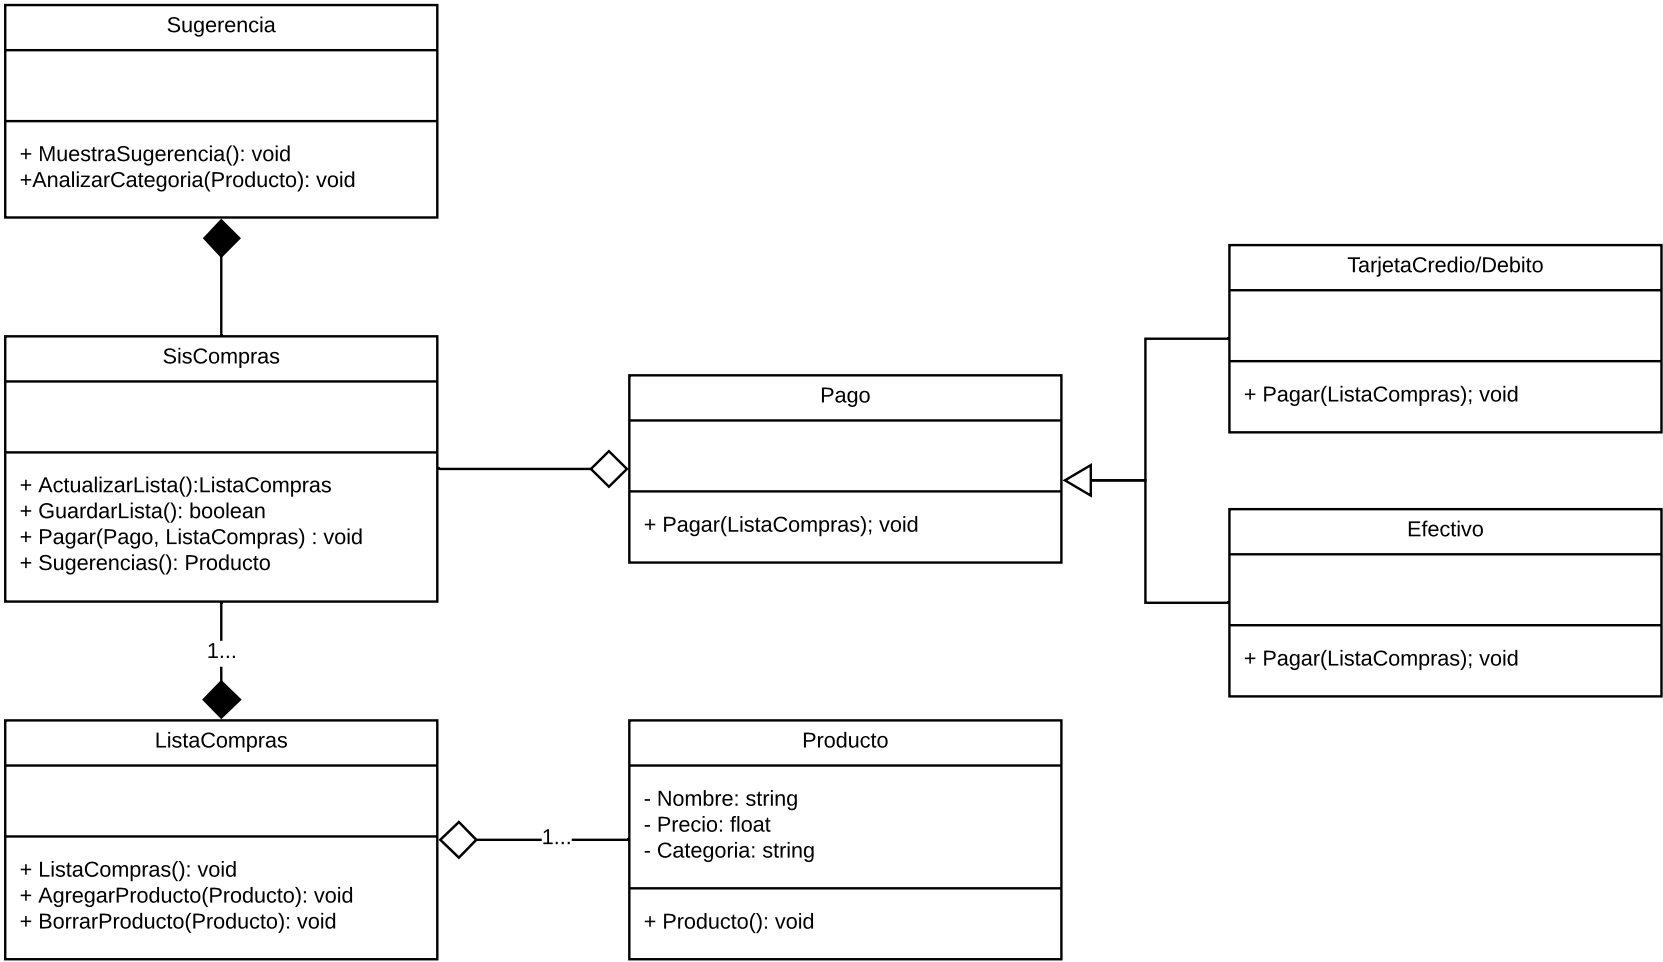 Sugerencia
+ MuestraSugerencia(): void
+AnalizarCategoria(Producto): void
SisCompras
+ ActualizarLista():ListaCompras
+ GuardarLista(): boolean
+ Pagar(Pago, ListaCompras) : void
+ Sugerencias(): Producto
Pago
+ Pagar(ListaCompras); void
TarjetaCredio/Debito
+ Pagar(ListaCompras); void
Efectivo
+ Pagar(ListaCompras); void
1...
ListaCompras
+ ListaCompras(): void
+ AgregarProducto(Producto): void
+ BorrarProducto(Producto): void
1...
Producto
- Nombre: string
- Precio: float
- Categoria: string
+ Producto(): void